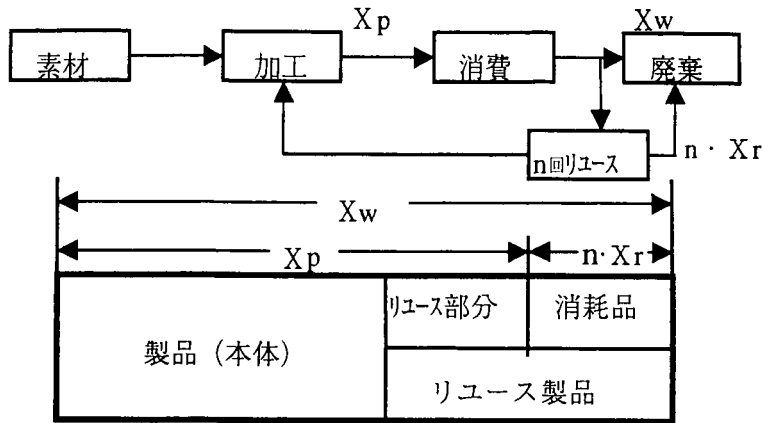 Xp
Xw
素材
加工
消費
廃棄
n回リユース
n・Xr
Xw
Xp
n・Xr
リユース部分
消耗品
製品（本体）
リユース製品